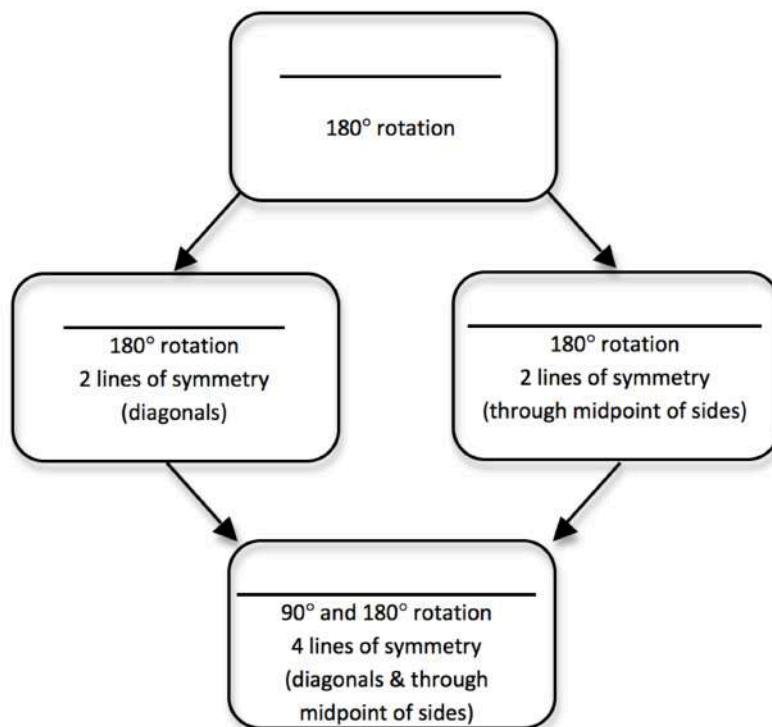 180° rotation
180° rotation
2 lines of symmetry
(diagonals)
180° rotation
2 lines of symmetry
(through midpoint of sides)
90° and 180° rotation
4 lines of symmetry
(diagonals & through
midpoint of sides)